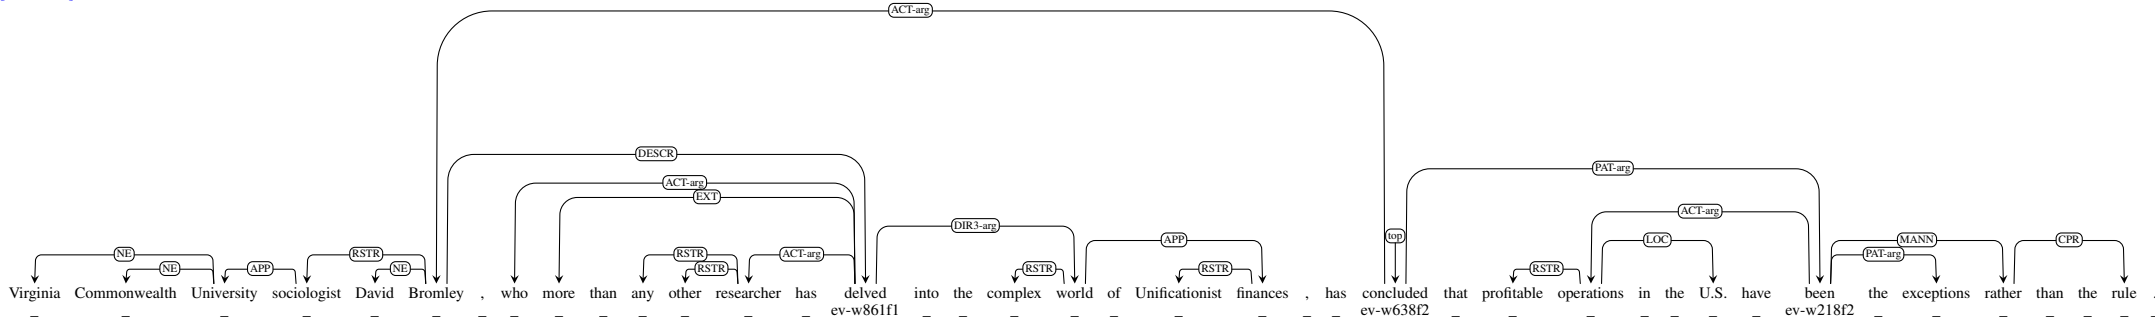 ACT-arg
DESCR
PAT-arg
ACT-arg
EXT
ACT-arg
DIR3-arg
top
NE RSTR RSTR ACT-arg APP LOC MANN CPR
NE APP NE RSTR RSTR RSTR RSTR PAT-arg
Virginia Commonwealth University sociologist David Bromley , who more than any other researcher has delved into the complex world of Unificationist finances , has concluded that profitable operations in the U.S. have been the exceptions rather than the rule
ev-w861f1 ev-w638f2 ev-w218f2